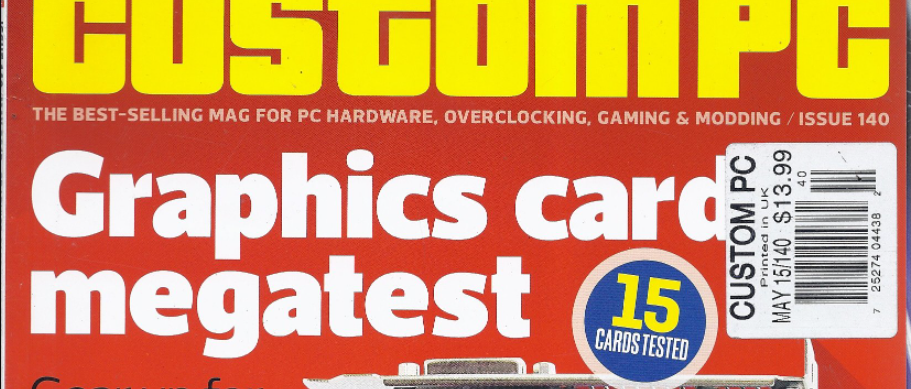 CUSTOM PC
THE BEST-SELLING MAG FOR PC HARDWARE, OVERCLOCKING, GAMING & MODDING / ISSUE 140
Graphics card
megatest
15
CARDS TESTED
CUSTOM PC
Printed in UK
MAY 15/140 $13.99
40
7 25274 04438 2